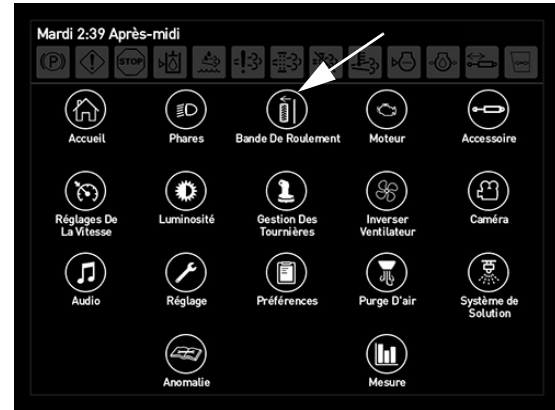 Mardi 2:39 Après-midi
(P) STOP
Accueil Phares Bande De Roulement Moteur Accessoire
Réglages De La Vitesse Luminosité Gestion Des Tournières Inverser Ventilateur Caméra
Audio Réglage Préférences Purge D'air Système de Solution
Anomalie Mesure